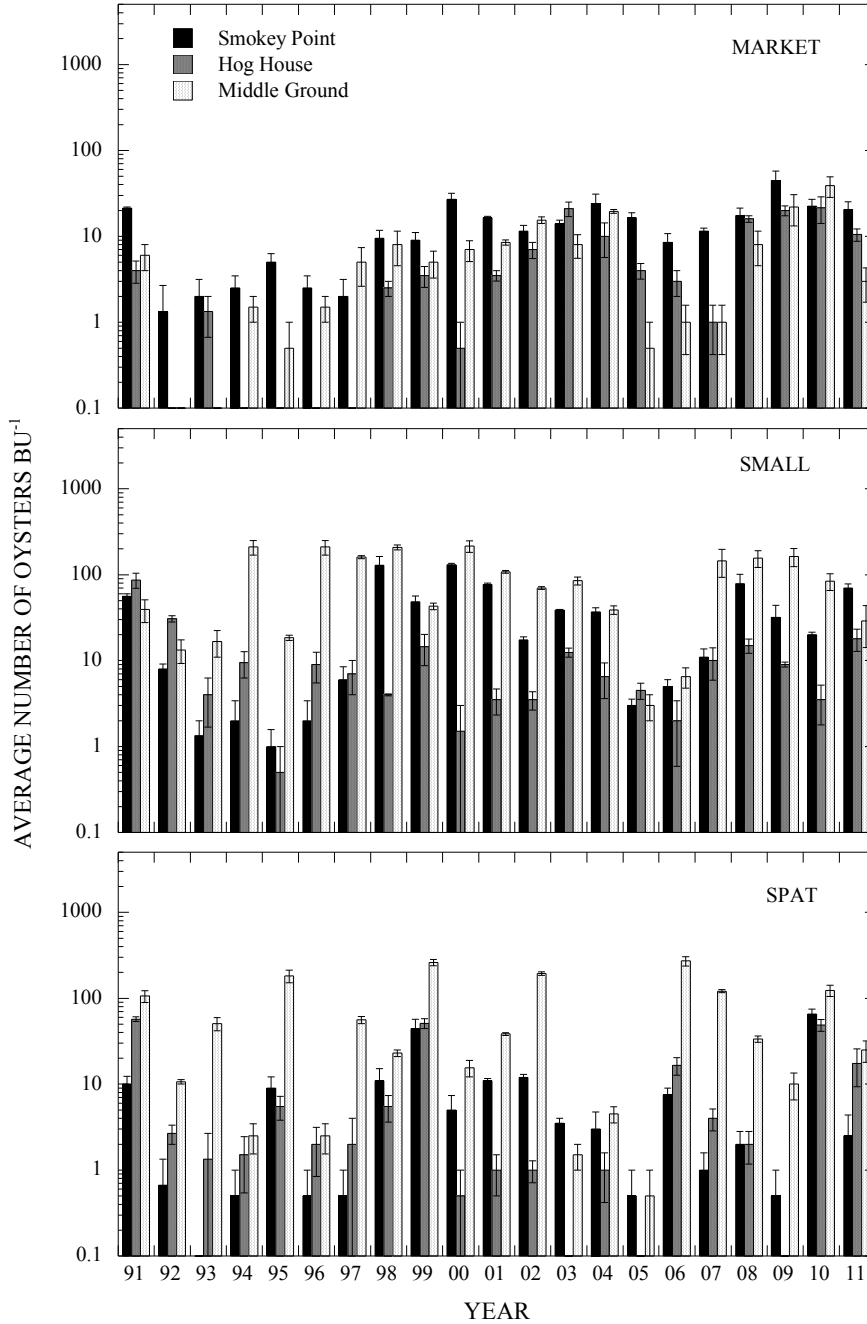 Smokey Point
Hog House
Middle Ground
MARKET
1000
100
10
1
0.1
SMALL
1000
100
10
1
0.1
SPAT
1000
100
10
1
0.1
AVERAGE NUMBER OF OYSTERS BU-1
91 92 93 94 95 96 97 98 99 00 01 02 03 04 05 06 07 08 09 10 11
YEAR